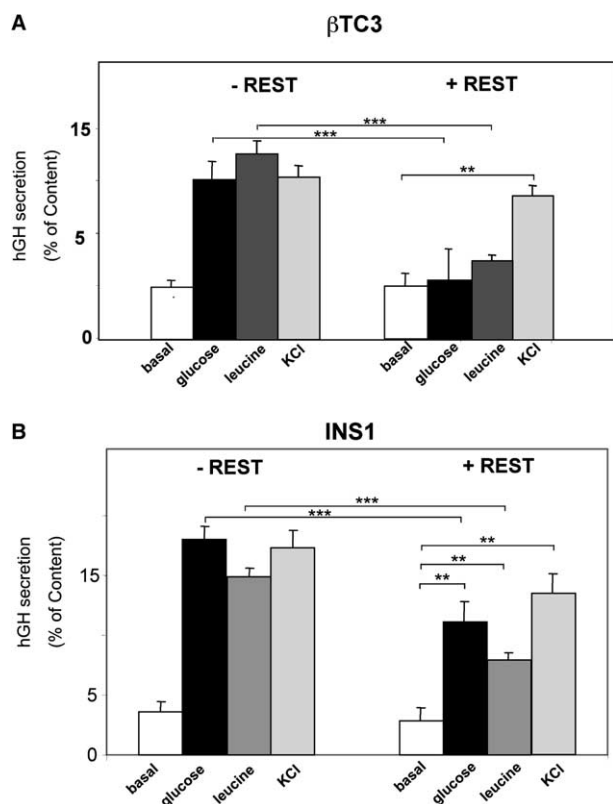 A
βTC3
- REST + REST
***
***
**
15
5
0
hGH secretion
(% of Content)
basal glucose leucine KCl basal glucose leucine KCl
B
INS1
- REST + REST
***
***
**
**
**
15
5
0
hGH secretion
(% of Content)
basal glucose leucine KCl basal glucose leucine KCl